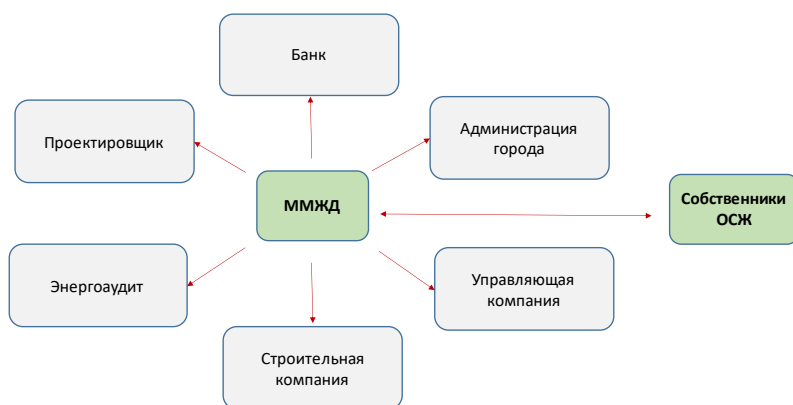 Банк
Проектировщик
Администрация
города
ММЖД
Собственники
ОСЖ
Энергоаудит
Управляющая
компания
Строительная
компания